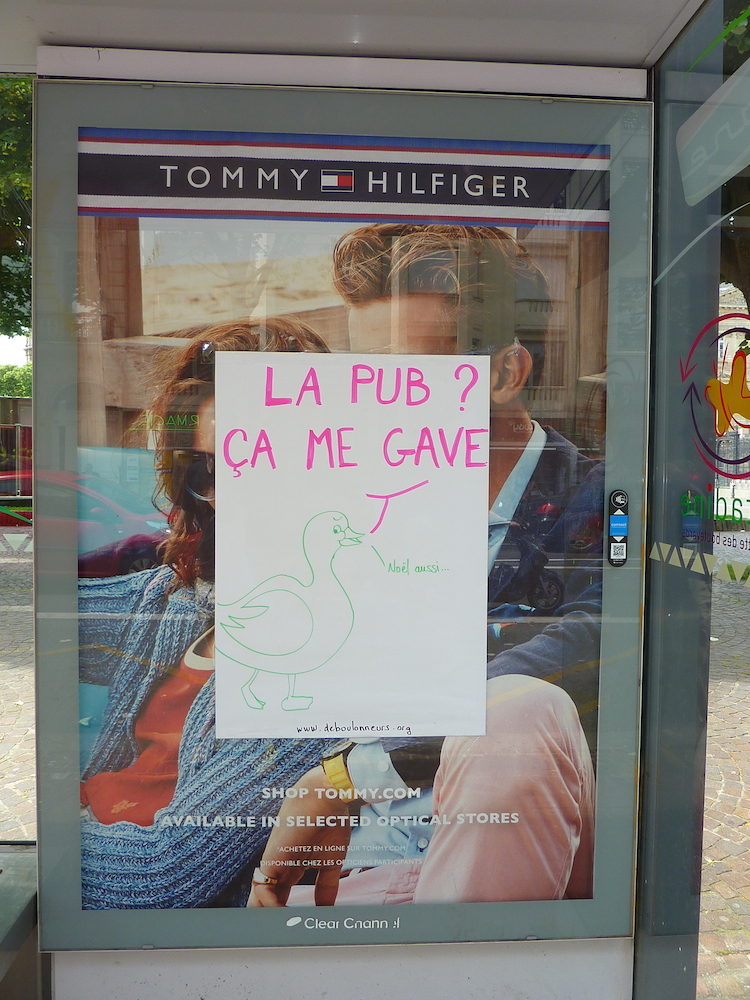 TOMMY HILFIGER
LA PUB ?
ÇA ME GAVE
Noël aussi...
www.deboulonneurs.org
SHOP TOMMY.COM
AVAILABLE IN SELECTED OPTICAL STORES
*ACHETEZ EN LIGNE SUR TOMMY.COM
DISPONIBLE CHEZ LES OPTICIENS PARTICIPANTS
Clear Channel